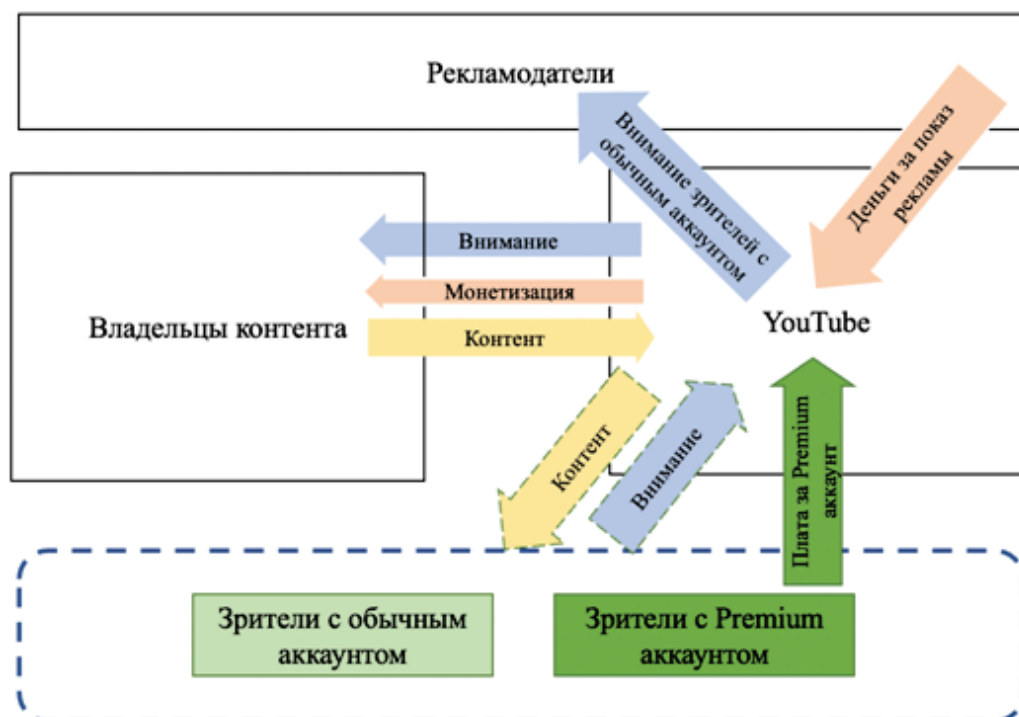 Рекламодатели
Внимание зрителей с
обычным аккаунтом
Деньги за показ
рекламы
Внимание
Монетизация
Владельцы контента
Контент
YouTube
Контент
Внимание
Плата за Premium
аккаунт
Зрители с обычным
аккаунтом
Зрители с Premium
аккаунтом